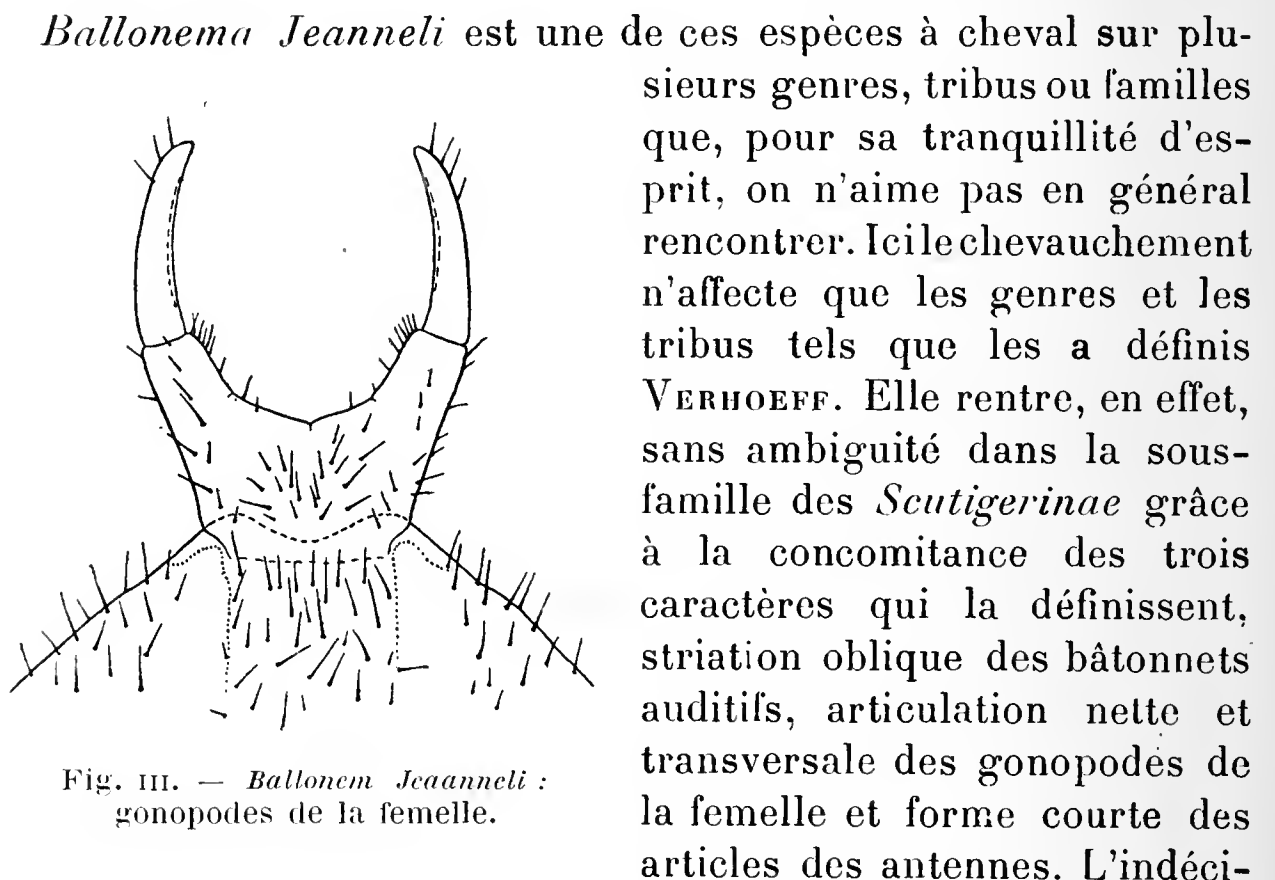 Ballonema Jeanneli est une de ces espèces à cheval sur plu-
sieurs genres, tribus ou familles
que, pour sa tranquillité d'es-
prit, on n'aime pas en général
rencontrer. Ici le chevauchement
n'affecte que les genres et les
tribus tels que les a définis
VERHOEFF. Elle rentre, en effet,
sans ambiguité dans la sous-
famille des Scutigerinae grâce
à la concomitance des trois
caractères qui la définissent,
striation oblique des bâtonnets
auditifs, articulation nette et
transversale des gonopodes de
la femelle et forme courte des
articles des antennes. L'indéci-
Fig. III. — Ballonem Jeaanneli :
gonopodes de la femelle.